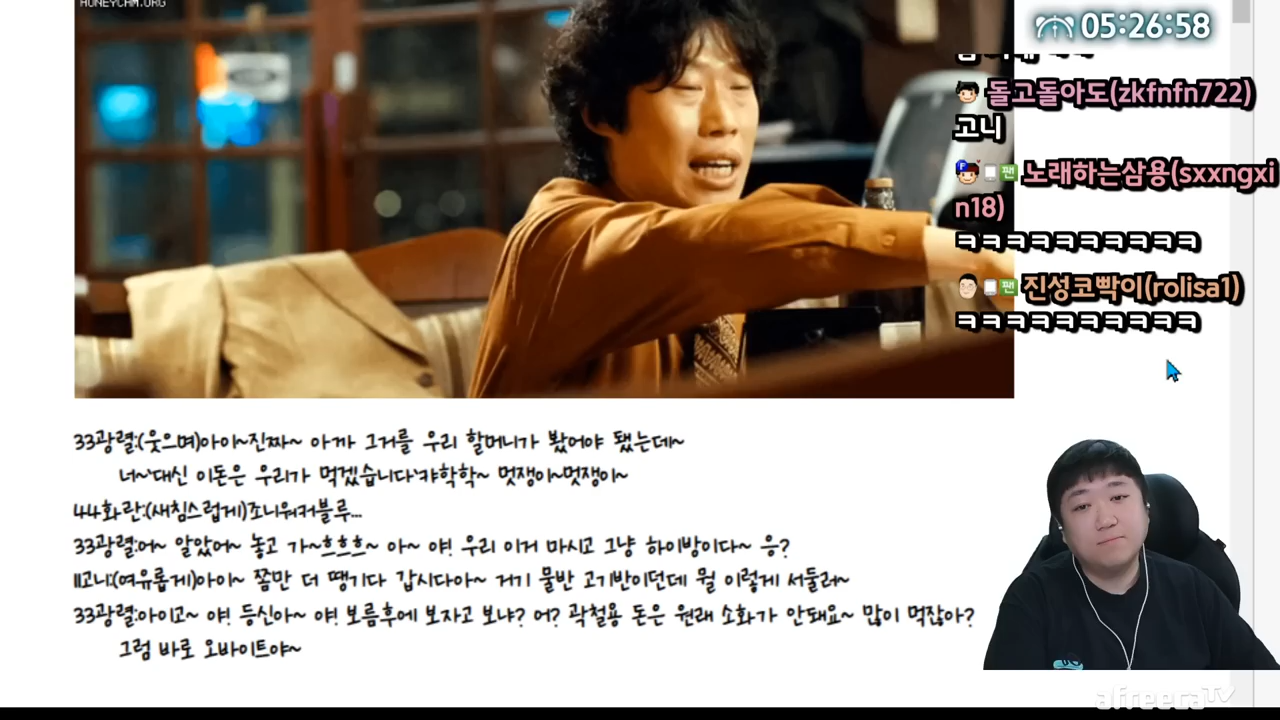 HONEYCAM.ORG
05:26:58
돌고돌아도(zkfnfn722)
고니
팬 노래하는삼용(sxxngxi
n18)
ㅋㅋㅋㅋㅋㅋㅋㅋㅋㅋ
팬 진성코빡이(rolisa1)
ㅋㅋㅋㅋㅋㅋㅋㅋㅋㅋ
33광렬:(웃으며)아이~진짜~ 아까 그거를 우리 할머니가 봤어야 됐는데~
너~'대신 이돈은 우리가 먹겠습니다'캬학학~ 멋쟁이~멋쟁이~
44화란:(새침스럽게)죠니워커블루...
33광렬:어~ 알았어~ 놓고 가~흐흐흐~ 아~ 야! 우리 이거 마시고 그냥 하이방이다~ 응?
11고니:(여유롭게)아이~ 쫌만 더 땡기다 갑시다아~ 거기 물반 고기반이던데 뭘 이렇게 서둘러~
33광렬:아이고~ 야! 등신아~ 야! 보름후에 보자고 보냐? 어? 곽철용 돈은 원래 소화가 안돼요~ 많이 먹잖아?
그럼 바로 오바이트야~
afreecaTV